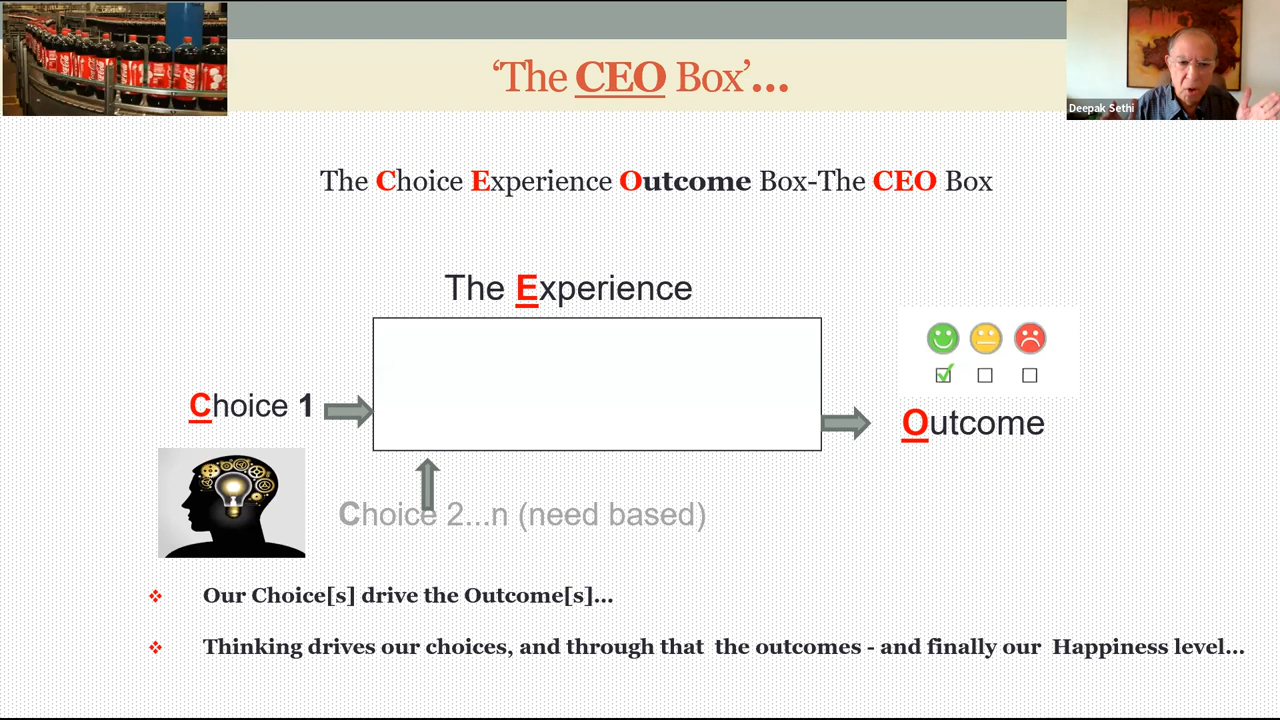 ‘The CEO Box’...
Deepak Sethi
The Choice Experience Outcome Box-The CEO Box
The Experience
Choice 1
Outcome
Choice 2...n (need based)
Our Choice[s] drive the Outcome[s]...
Thinking drives our choices, and through that the outcomes - and finally our Happiness level...